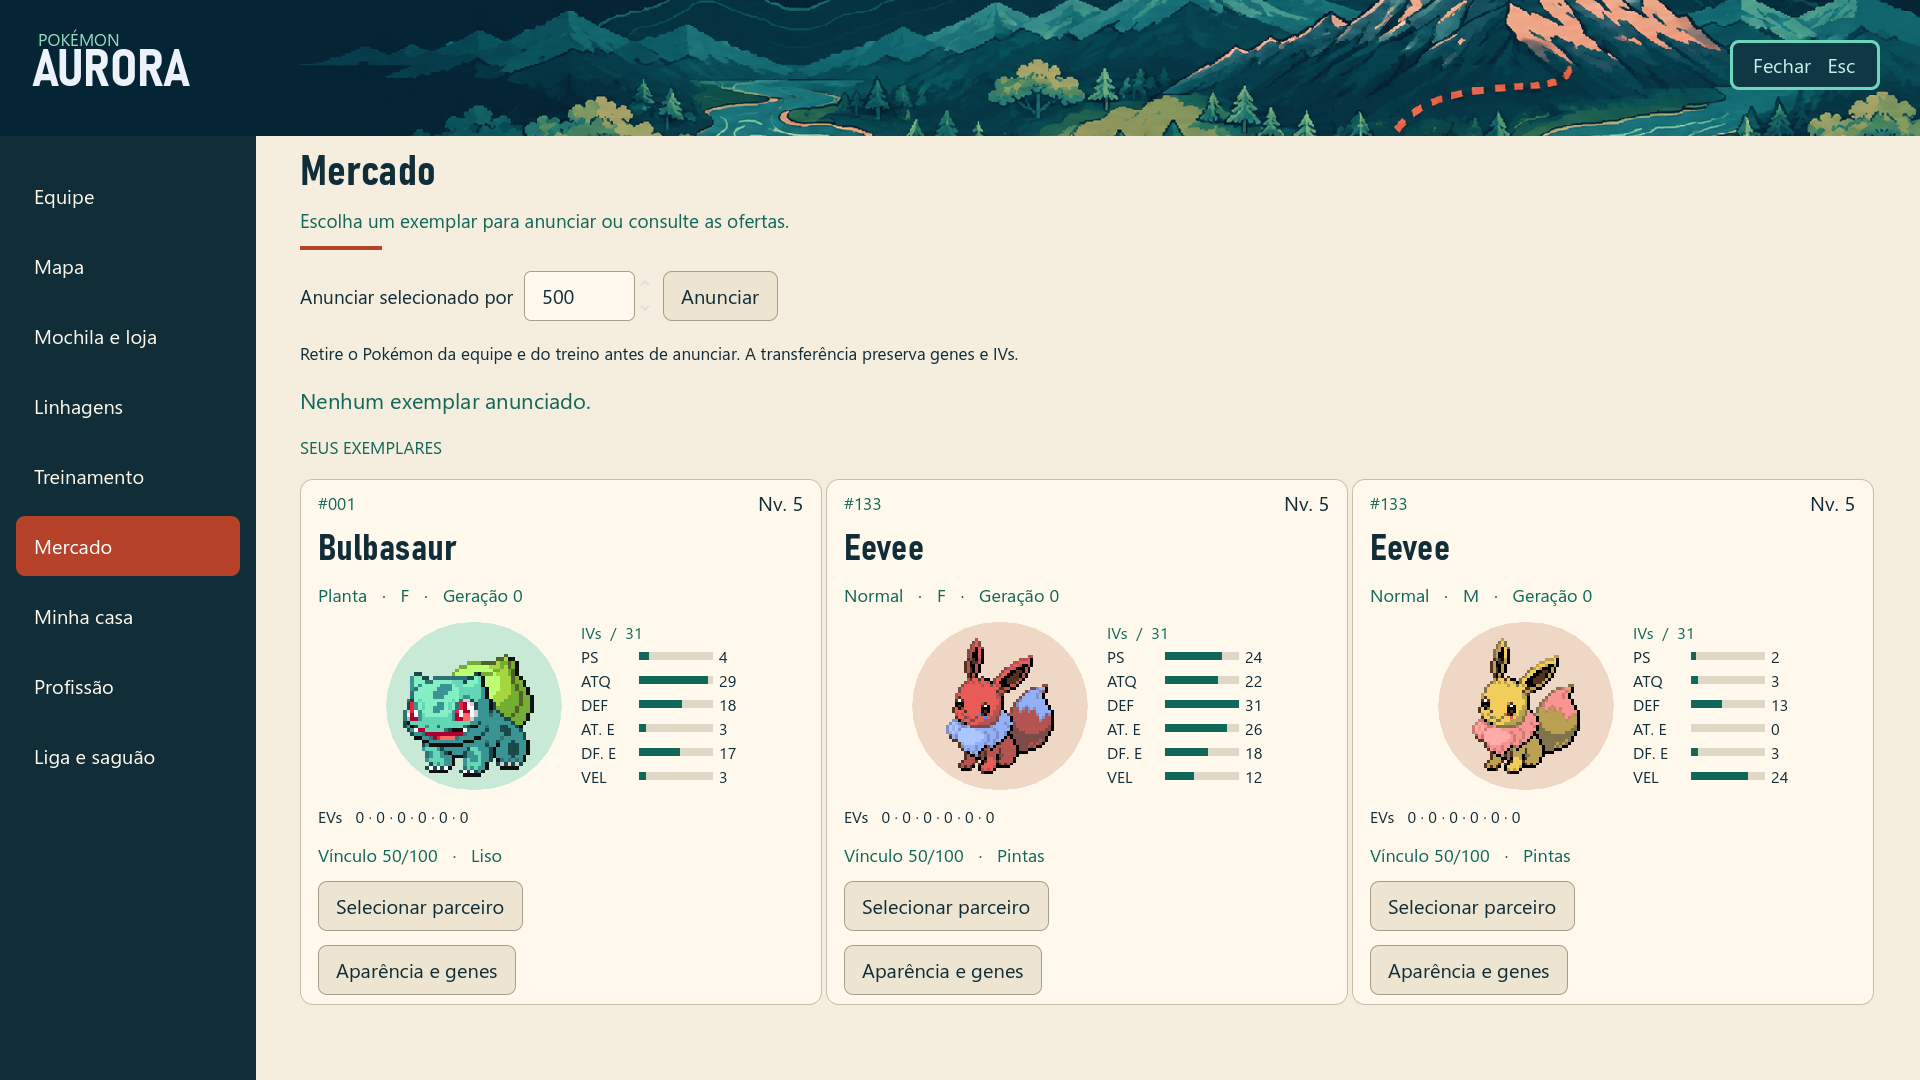 POKÉMON
AURORA
Fechar Esc
Equipe
Mapa
Mochila e loja
Linhagens
Treinamento
Mercado
Minha casa
Profissão
Liga e saguão
Mercado
Escolha um exemplar para anunciar ou consulte as ofertas.
Anunciar selecionado por 500 Anunciar
Retire o Pokémon da equipe e do treino antes de anunciar. A transferência preserva genes e IVs.
Nenhum exemplar anunciado.
SEUS EXEMPLARES
#001 Nv. 5
Bulbasaur
Planta · F · Geração 0
IVs / 31
PS 4
ATQ 29
DEF 18
AT. E 3
DF. E 17
VEL 3
EVs 0 · 0 · 0 · 0 · 0 · 0
Vínculo 50/100 · Liso
Selecionar parceiro
Aparência e genes
#133 Nv. 5
Eevee
Normal · F · Geração 0
IVs / 31
PS 24
ATQ 22
DEF 31
AT. E 26
DF. E 18
VEL 12
EVs 0 · 0 · 0 · 0 · 0 · 0
Vínculo 50/100 · Pintas
Selecionar parceiro
Aparência e genes
#133 Nv. 5
Eevee
Normal · M · Geração 0
IVs / 31
PS 2
ATQ 3
DEF 13
AT. E 0
DF. E 3
VEL 24
EVs 0 · 0 · 0 · 0 · 0 · 0
Vínculo 50/100 · Pintas
Selecionar parceiro
Aparência e genes